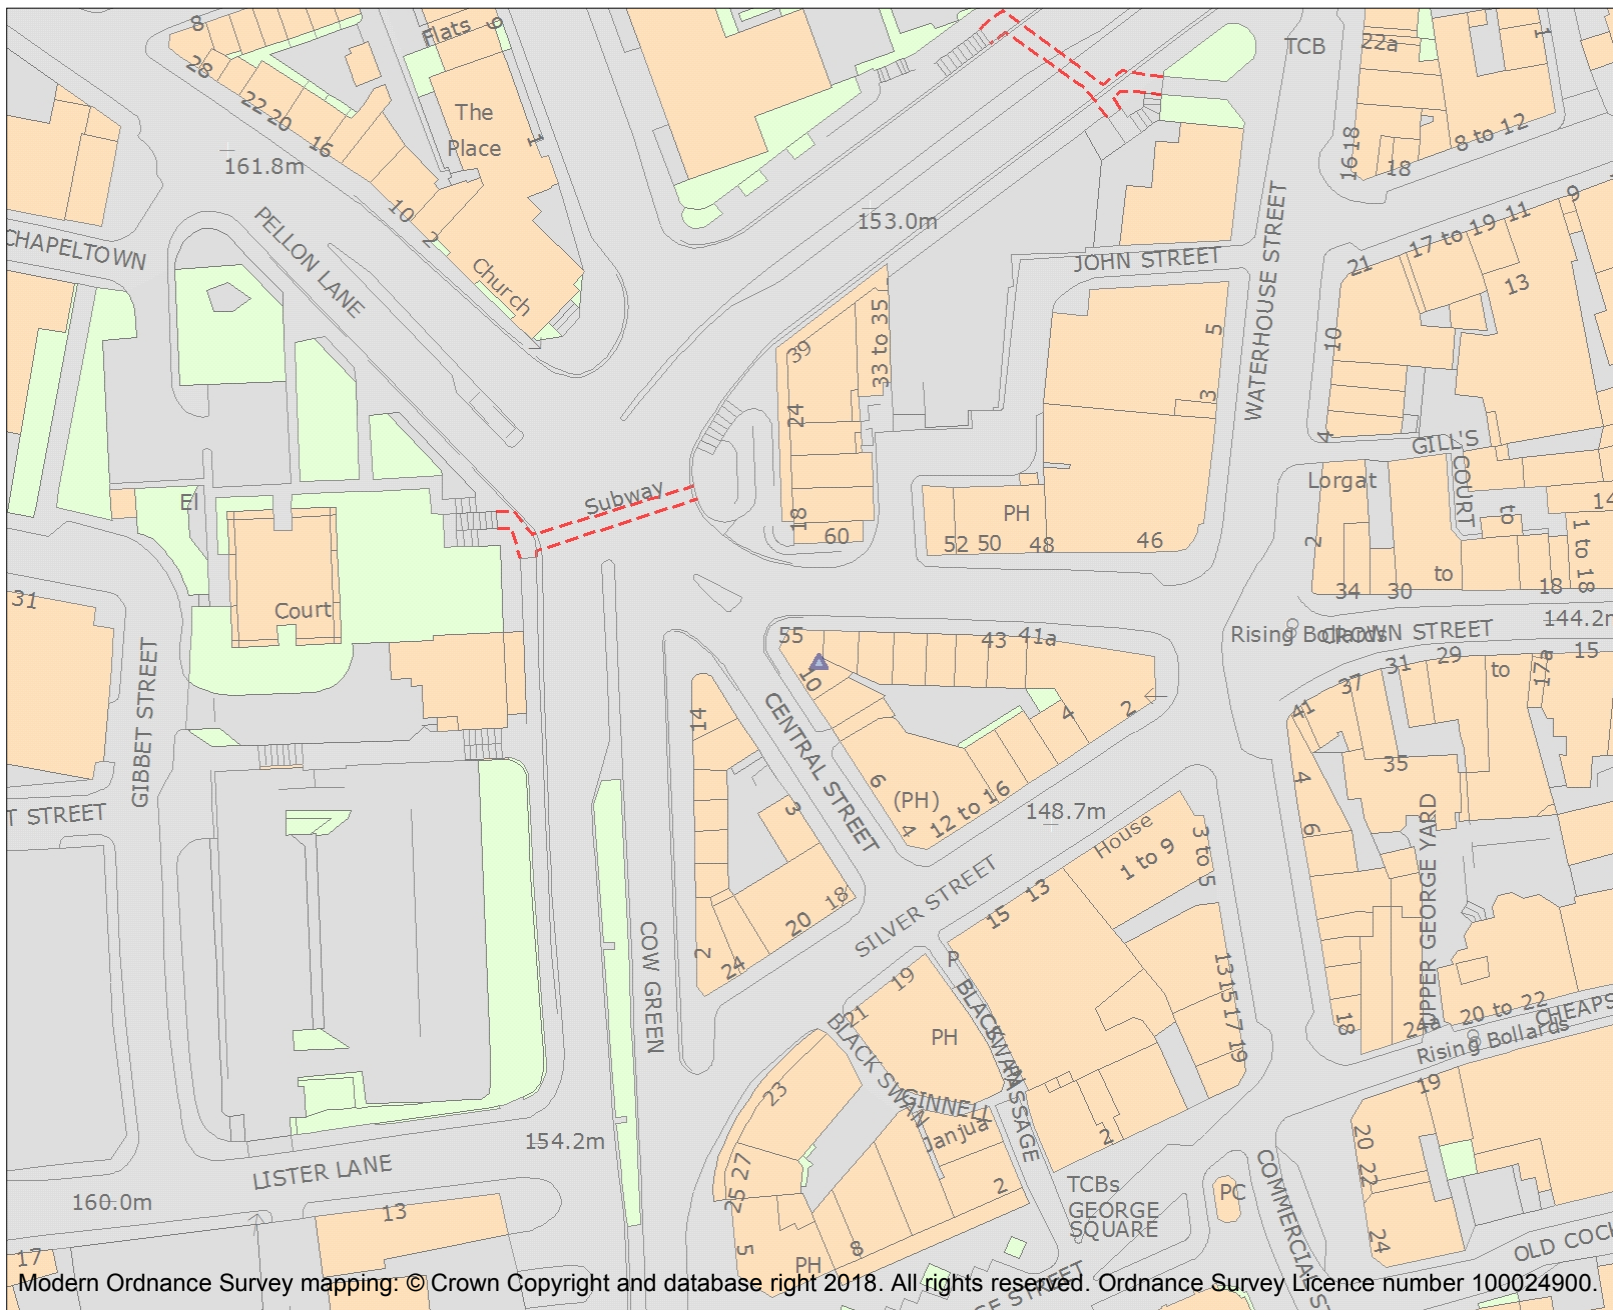 8
Flats
9
TCB
22a
1
28
The
Place
1
22 20
16
161.8m
16 18
18
8 to 12
10
2
PELLON LANE
CHAPELTOWN
Church
153.0m
JOHN STREET
WATERHOUSE STREET
21
17 to 19
11
9
13
10
39
33 to 35
24
5
3
4
GILL'S
COURT
Lorgat
El
Subway
18
60
PH
52 50
48
46
2
34
30
to
to
18
1 to 18
14
144.2m
31
Court
GIBBET STREET
55
10
43
41a
4
2
Rising Bollards
CROWN STREET
15
37
31
29
to
17a
41
35
4
6
14
CENTRAL STREET
6
(PH)
4
12 to 16
148.7m
T STREET
3
House
1 to 9
3 to 5
UPPER GEORGE YARD
18
20
24
2
SILVER STREET
15
13
COW GREEN
19
P
21
PH
BLACK SWAN PASSAGE
BLACK SWAN
GINNELL
13 15 17 19
18
24a
20 to 22
CHEAPS
Rising Bollards
19
23
Janjua
154.2m
LISTER LANE
160.0m
25 27
2
2
TCBs
GEORGE
SQUARE
PC
20
22
24
COMMERCIAL ST
OLD COCK
13
17
5
PH
8
GE STREET
Modern Ordnance Survey mapping: © Crown Copyright and database right 2018. All rights reserved. Ordnance Survey Licence number 100024900.